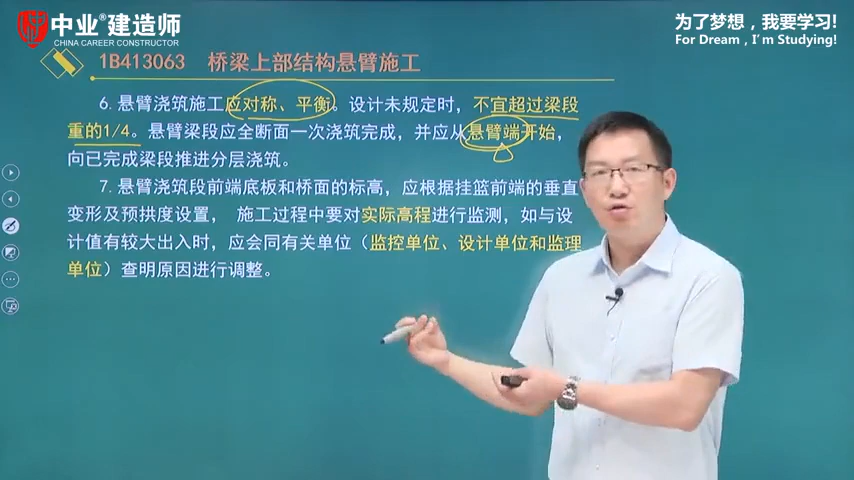 中业®建造师
CHINA CAREER CONSTRUCTOR
为了梦想，我要学习!
For Dream , I'm Studying!
1B413063 桥梁上部结构悬臂施工
6. 悬臂浇筑施工应对称、平衡。设计未规定时，不宜超过梁段
重的1/4。悬臂梁段应全断面一次浇筑完成，并应从悬臂端开始，
向已完成梁段推进分层浇筑。
7. 悬臂浇筑段前端底板和桥面的标高，应根据挂篮前端的垂直
变形及预拱度设置， 施工过程中要对实际高程进行监测，如与设
计值有较大出入时，应会同有关单位（监控单位、设计单位和监理
单位）查明原因进行调整。